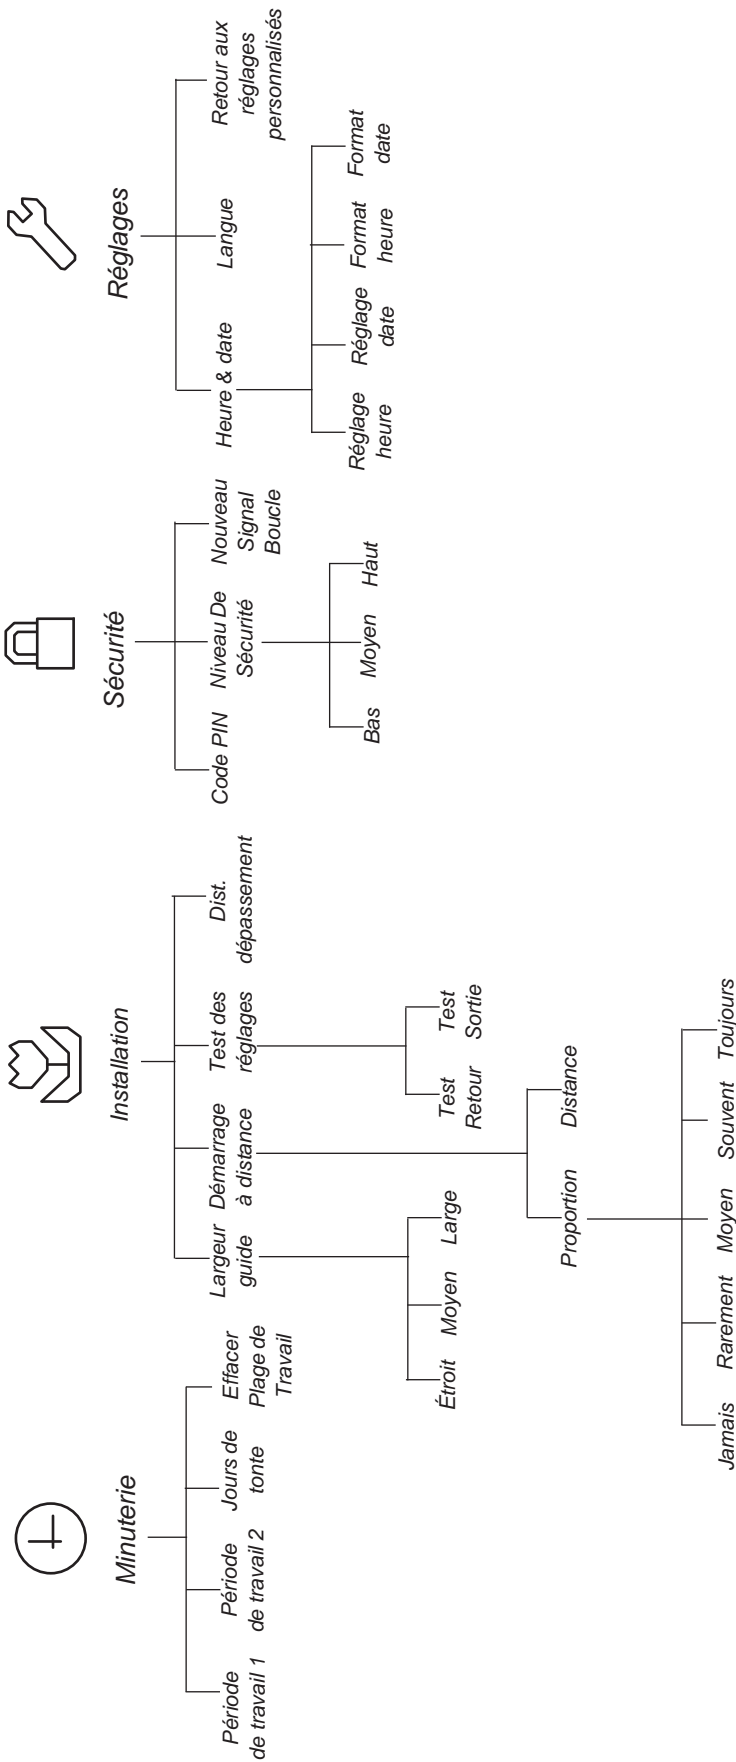 Minuterie
Période
de travail 1
Période
de travail 2
Jours de
tonte
Effacer
Plage de
Travail
Installation
Largeur
guide
Étroit
Moyen
Large
Démarrage
à distance
Proportion
Jamais
Rarement
Moyen
Souvent
Toujours
Distance
Test des
réglages
Test
Retour
Test
Sortie
Dist.
dépassement
Sécurité
Code PIN
Niveau De
Sécurité
Bas
Moyen
Haut
Nouveau
Signal
Boucle
Réglages
Heure & date
Réglage
heure
Réglage
date
Format
heure
Format
date
Langue
Retour aux
réglages
personnalisés